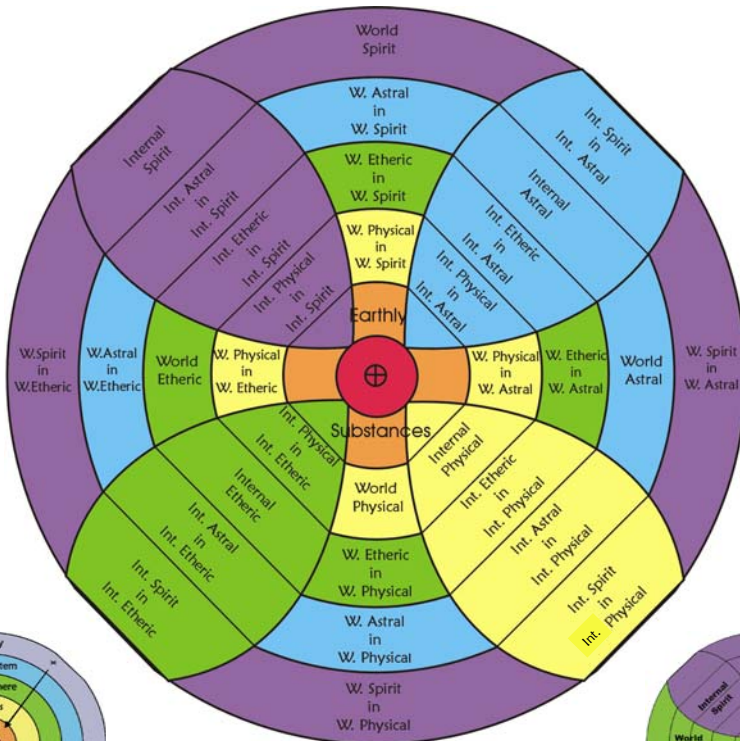 World
Spirit
W. Astral
in
W. Spirit
W. Etheric
in
W. Spirit
W. Physical
in
W. Spirit
Internal
Spirit
Int. Astral
in
Int. Spirit
Int. Etheric
in
Int. Spirit
Int. Physical
in
Int. Spirit
Int. Spirit
in
Int. Astral
Internal
Astral
Int. Etheric
in
Int. Astral
Int. Physical
in
Int. Astral
Earthly
W.Spirit
in
W.Etheric
W.Astral
in
W.Etheric
World
Etheric
W. Physical
in
W. Etheric
W. Physical
in
W. Astral
W. Etheric
in
W. Astral
World
Astral
W. Spirit
in
W. Astral
Substances
Int. Physical
in
Int. Etheric
Internal
Etheric
Int. Astral
in
Int. Etheric
Int. Spirit
in
Int. Etheric
Internal
Physical
Int. Etheric
in
Int. Physical
Int. Astral
in
Int. Physical
Int. Spirit
in
Int. Physical
World
Physical
W. Etheric
in
W. Physical
W. Astral
in
W. Physical
W. Spirit
in
W. Physical
Internal
Spirit
World